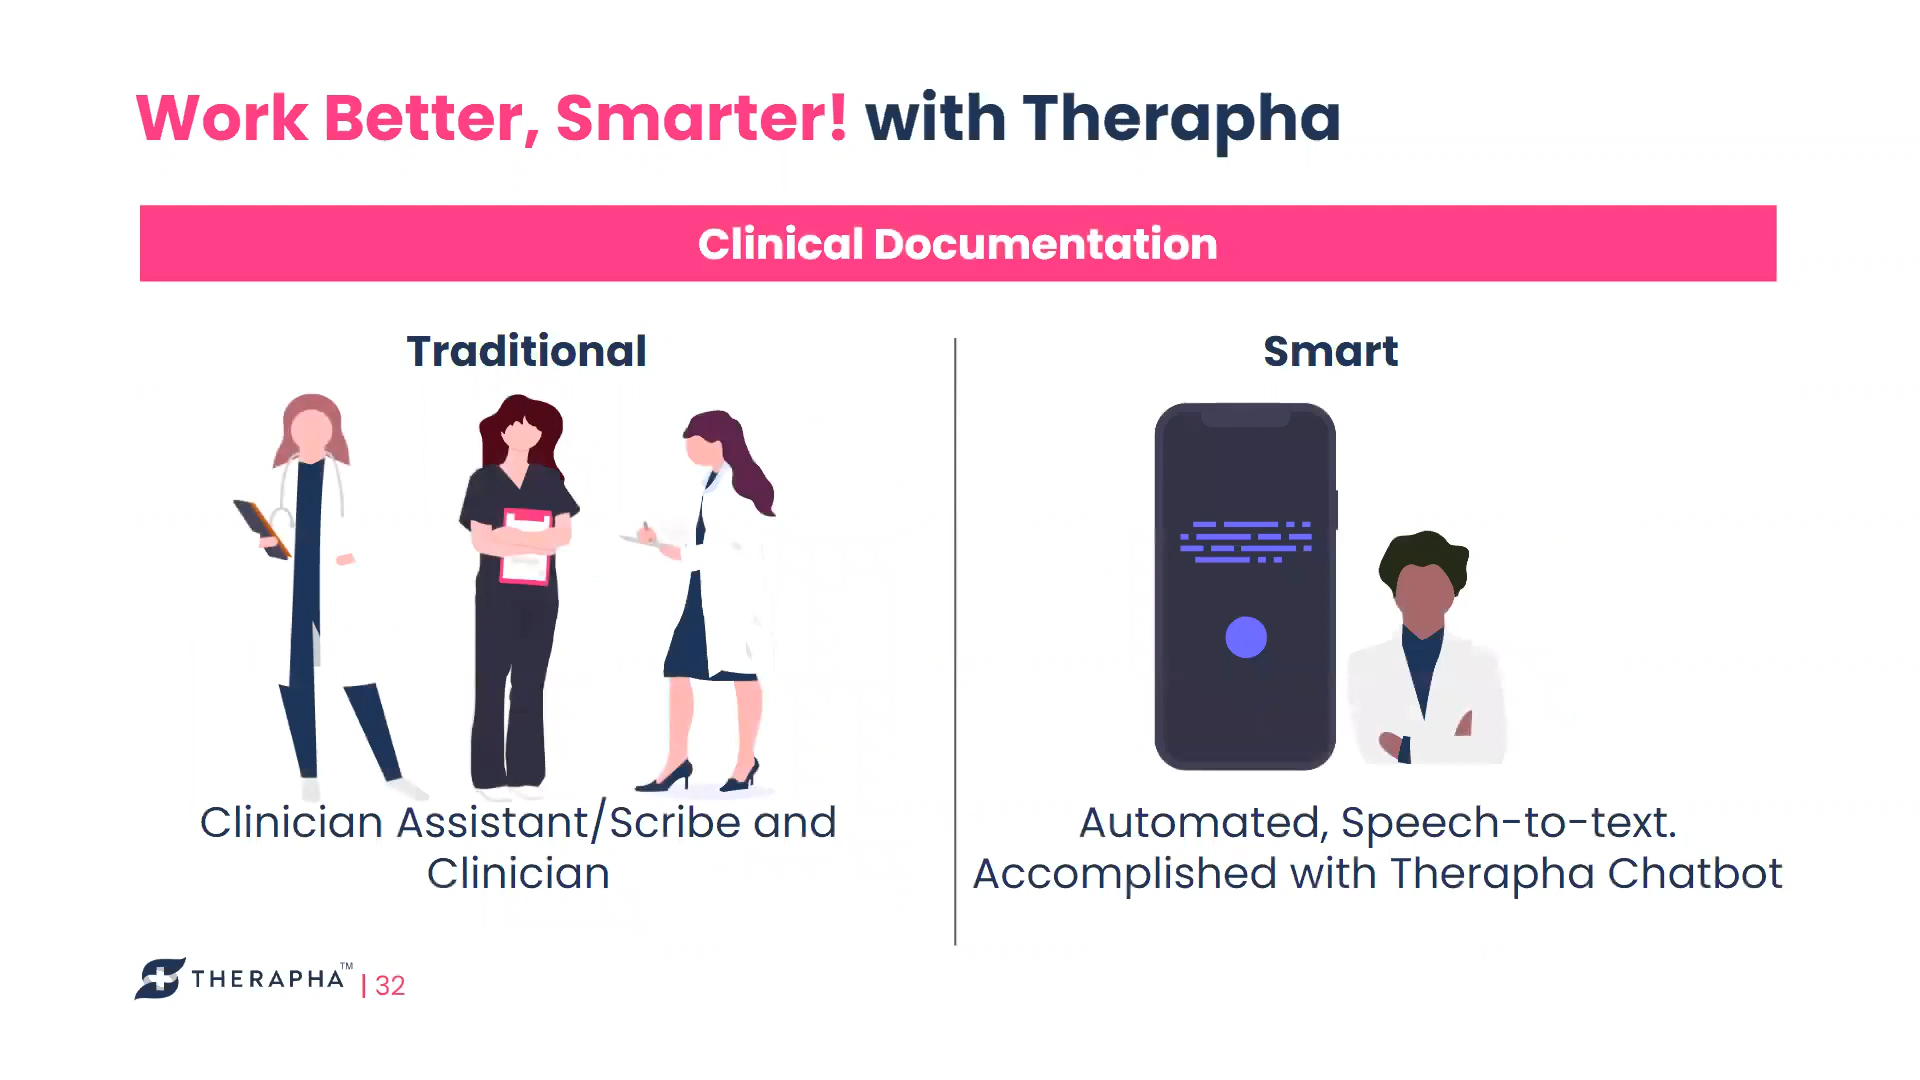 Work Better, Smarter! with Therapha
Clinical Documentation
Traditional
Clinician Assistant/Scribe and
Clinician
Smart
Automated, Speech-to-text.
Accomplished with Therapha Chatbot
THERAPHA™ | 32